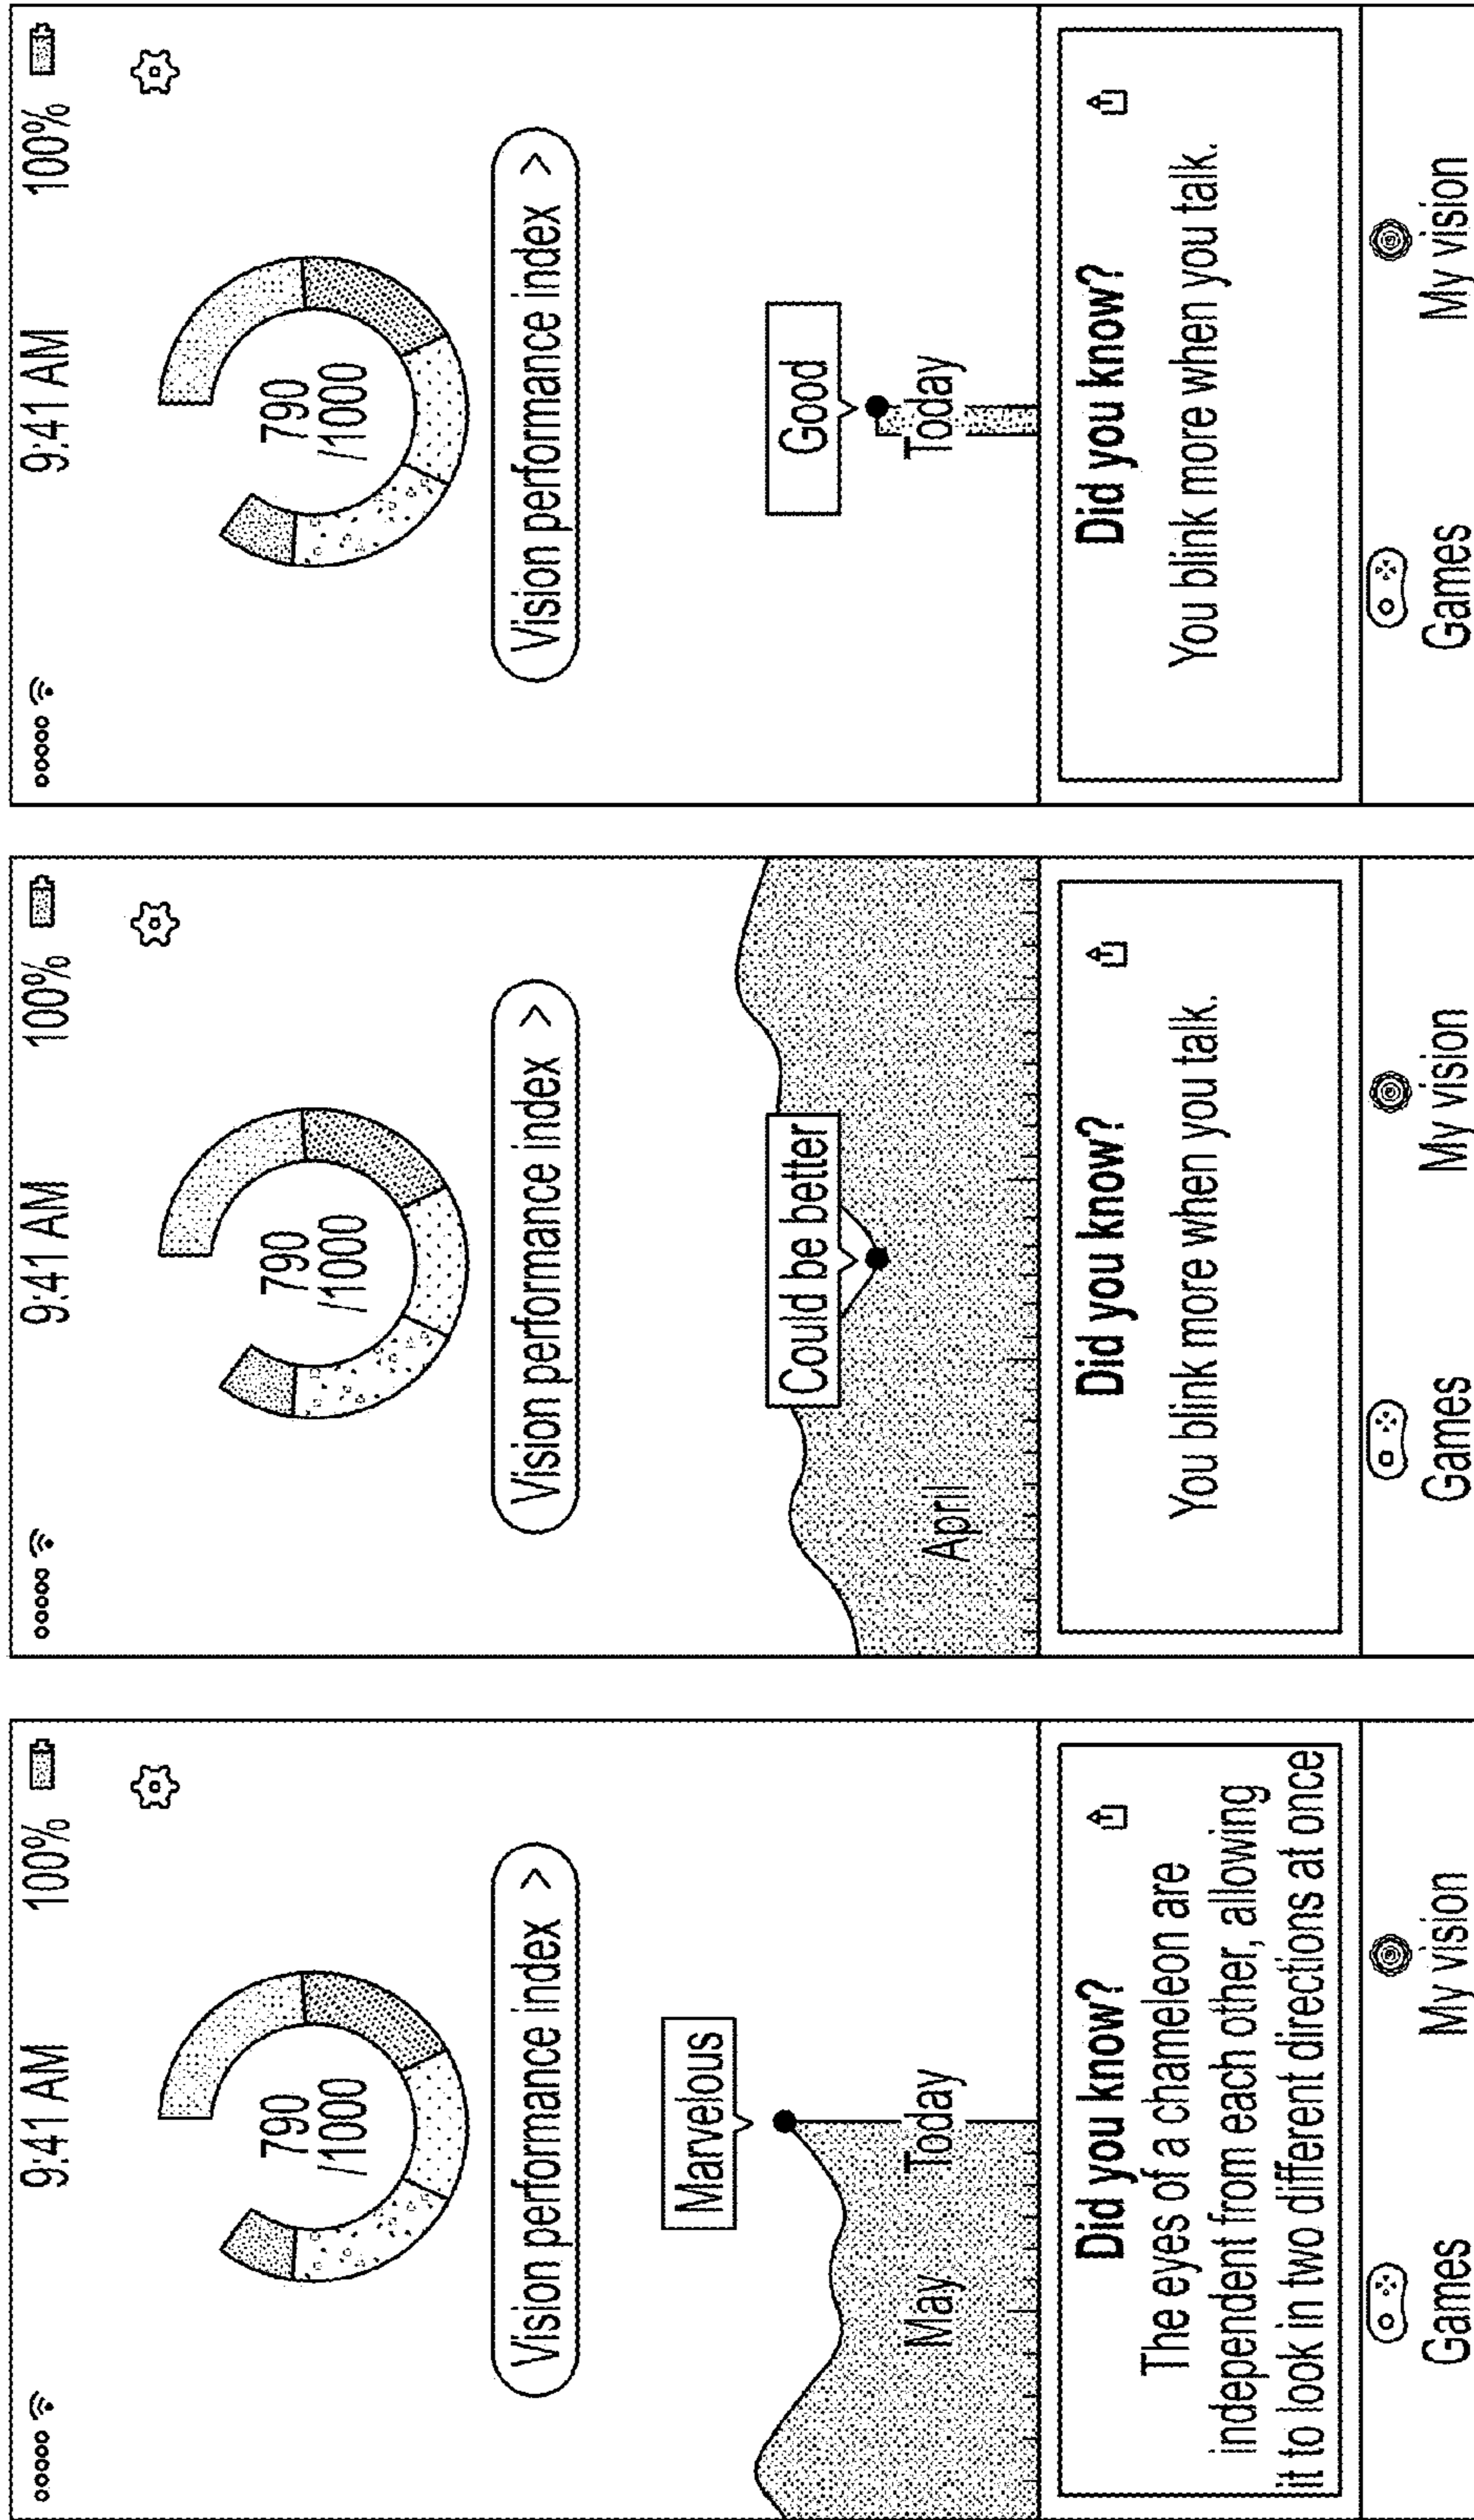 9:41 AM
100%
790
/1000
Vision performance index >
Marvelous
May
Today
Did you know?
The eyes of a chameleon are
independent from each other, allowing
it to look in two different directions at once
Games
My vision
9:41 AM
100%
790
/1000
Vision performance index >
Could be better
April
Did you know?
You blink more when you talk.
Games
My vision
9:41 AM
100%
790
/1000
Vision performance index >
Good
Today
Did you know?
You blink more when you talk.
Games
My vision